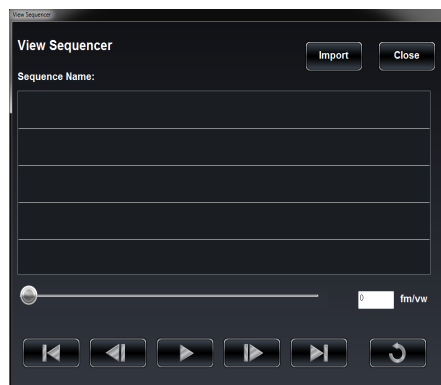 View Sequencer
View Sequencer
Import
Close
Sequence Name:
0
fm/vw